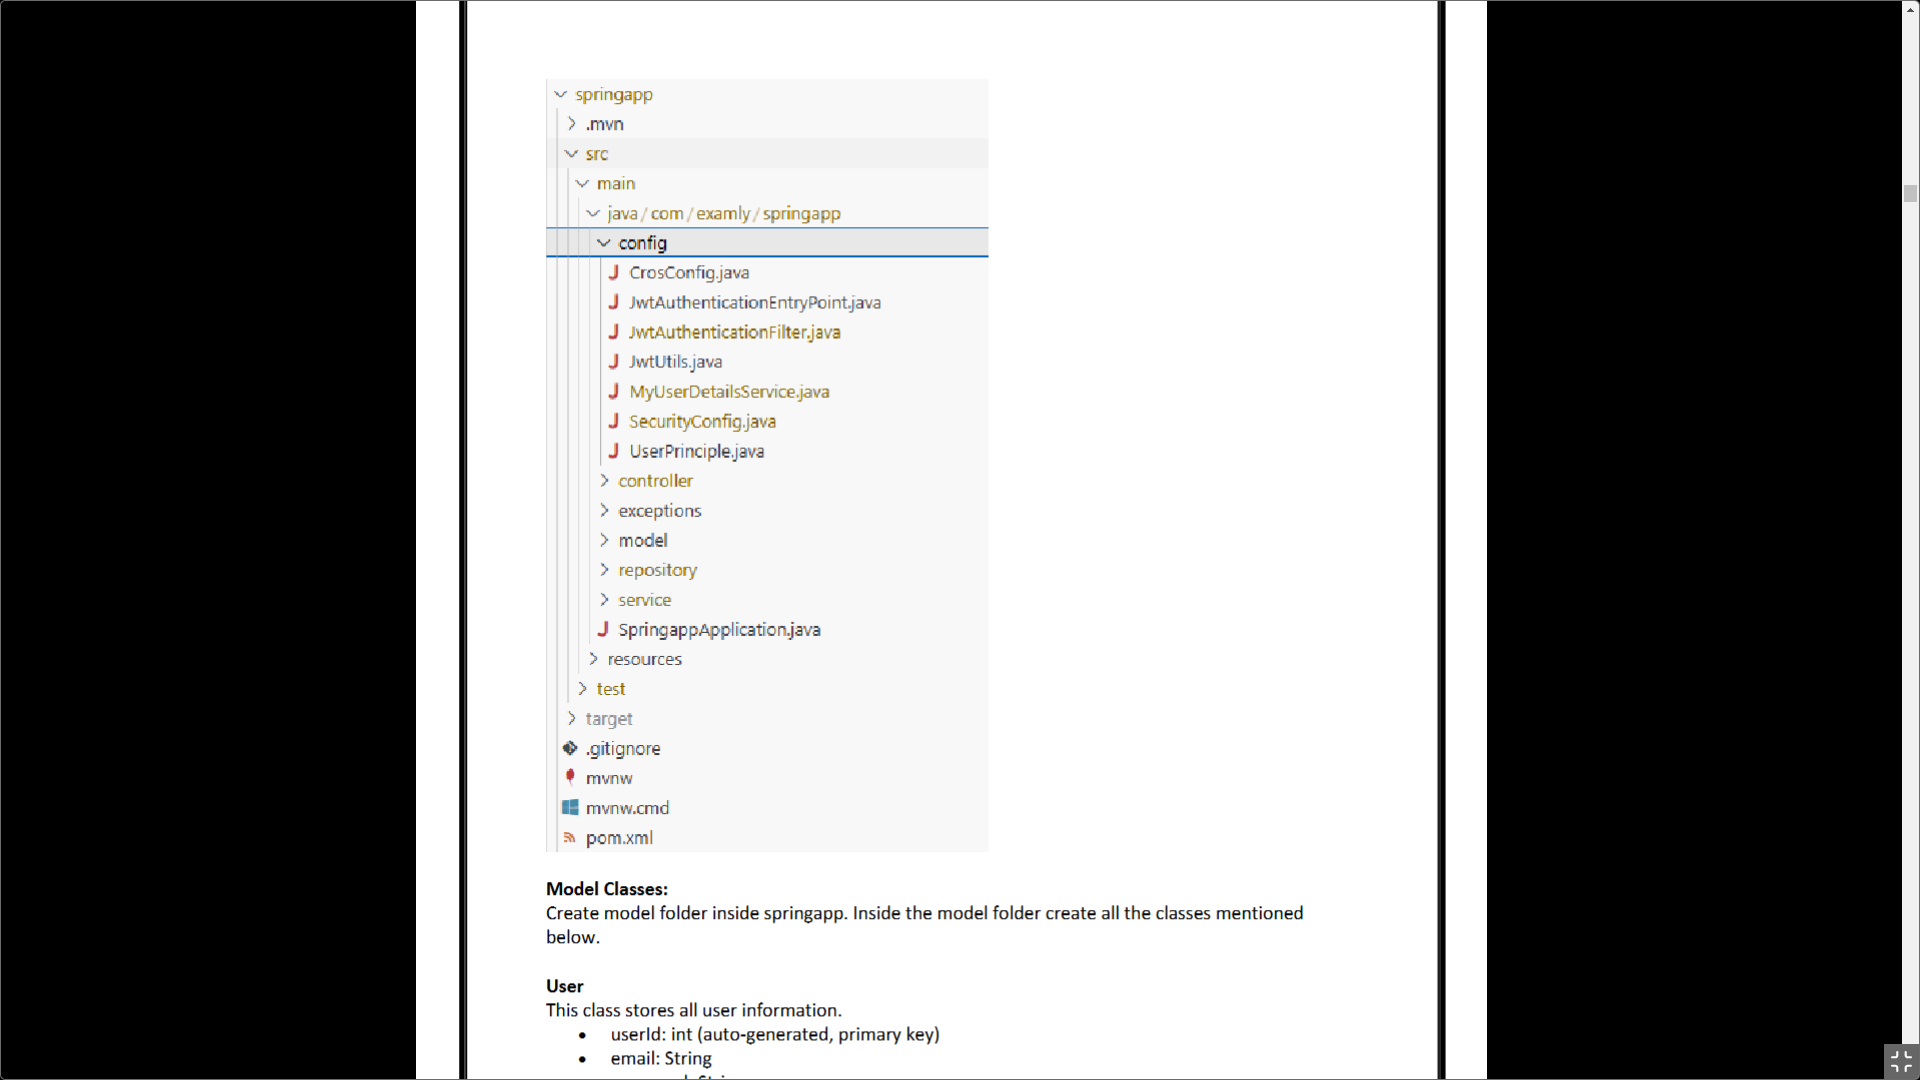 springapp
.mvn
src
main
java/com/examly/springapp
config
CrosConfig.java
JwtAuthenticationEntryPoint.java
JwtAuthenticationFilter.java
JwtUtils.java
MyUserDetailsService.java
SecurityConfig.java
UserPrinciple.java
controller
exceptions
model
repository
service
SpringappApplication.java
resources
test
target
.gitignore
mvnw
mvnw.cmd
pom.xml
Model Classes:
Create model folder inside springapp. Inside the model folder create all the classes mentioned
below.
User
This class stores all user information.
• userId: int (auto-generated, primary key)
• email: String